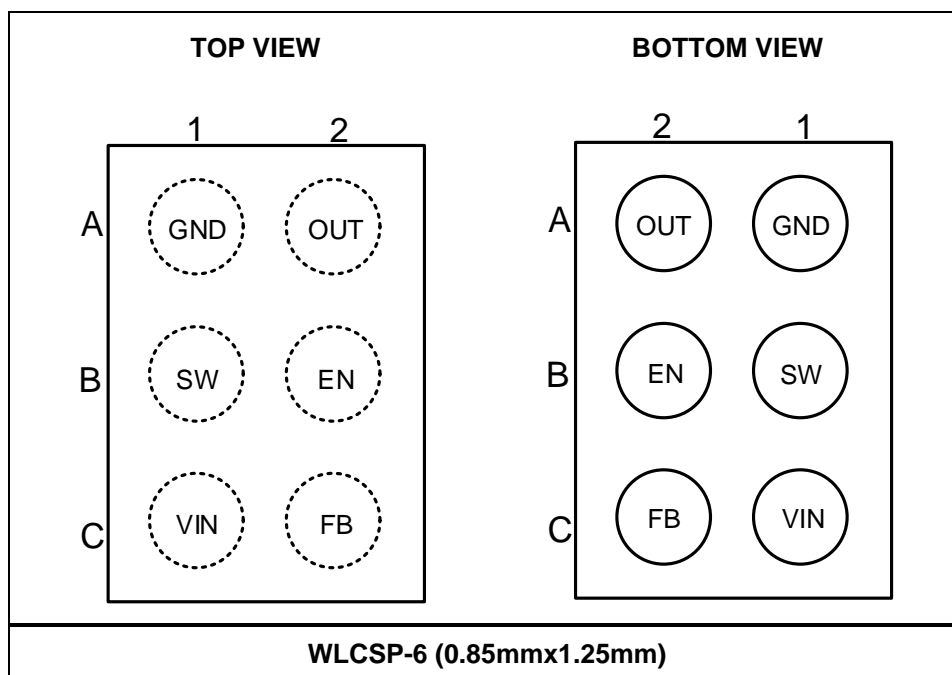 TOP VIEW BOTTOM VIEW
1 2 2 1
A GND OUT A OUT GND
B SW EN B EN SW
C VIN FB C FB VIN
WLCSP-6 (0.85mmx1.25mm)